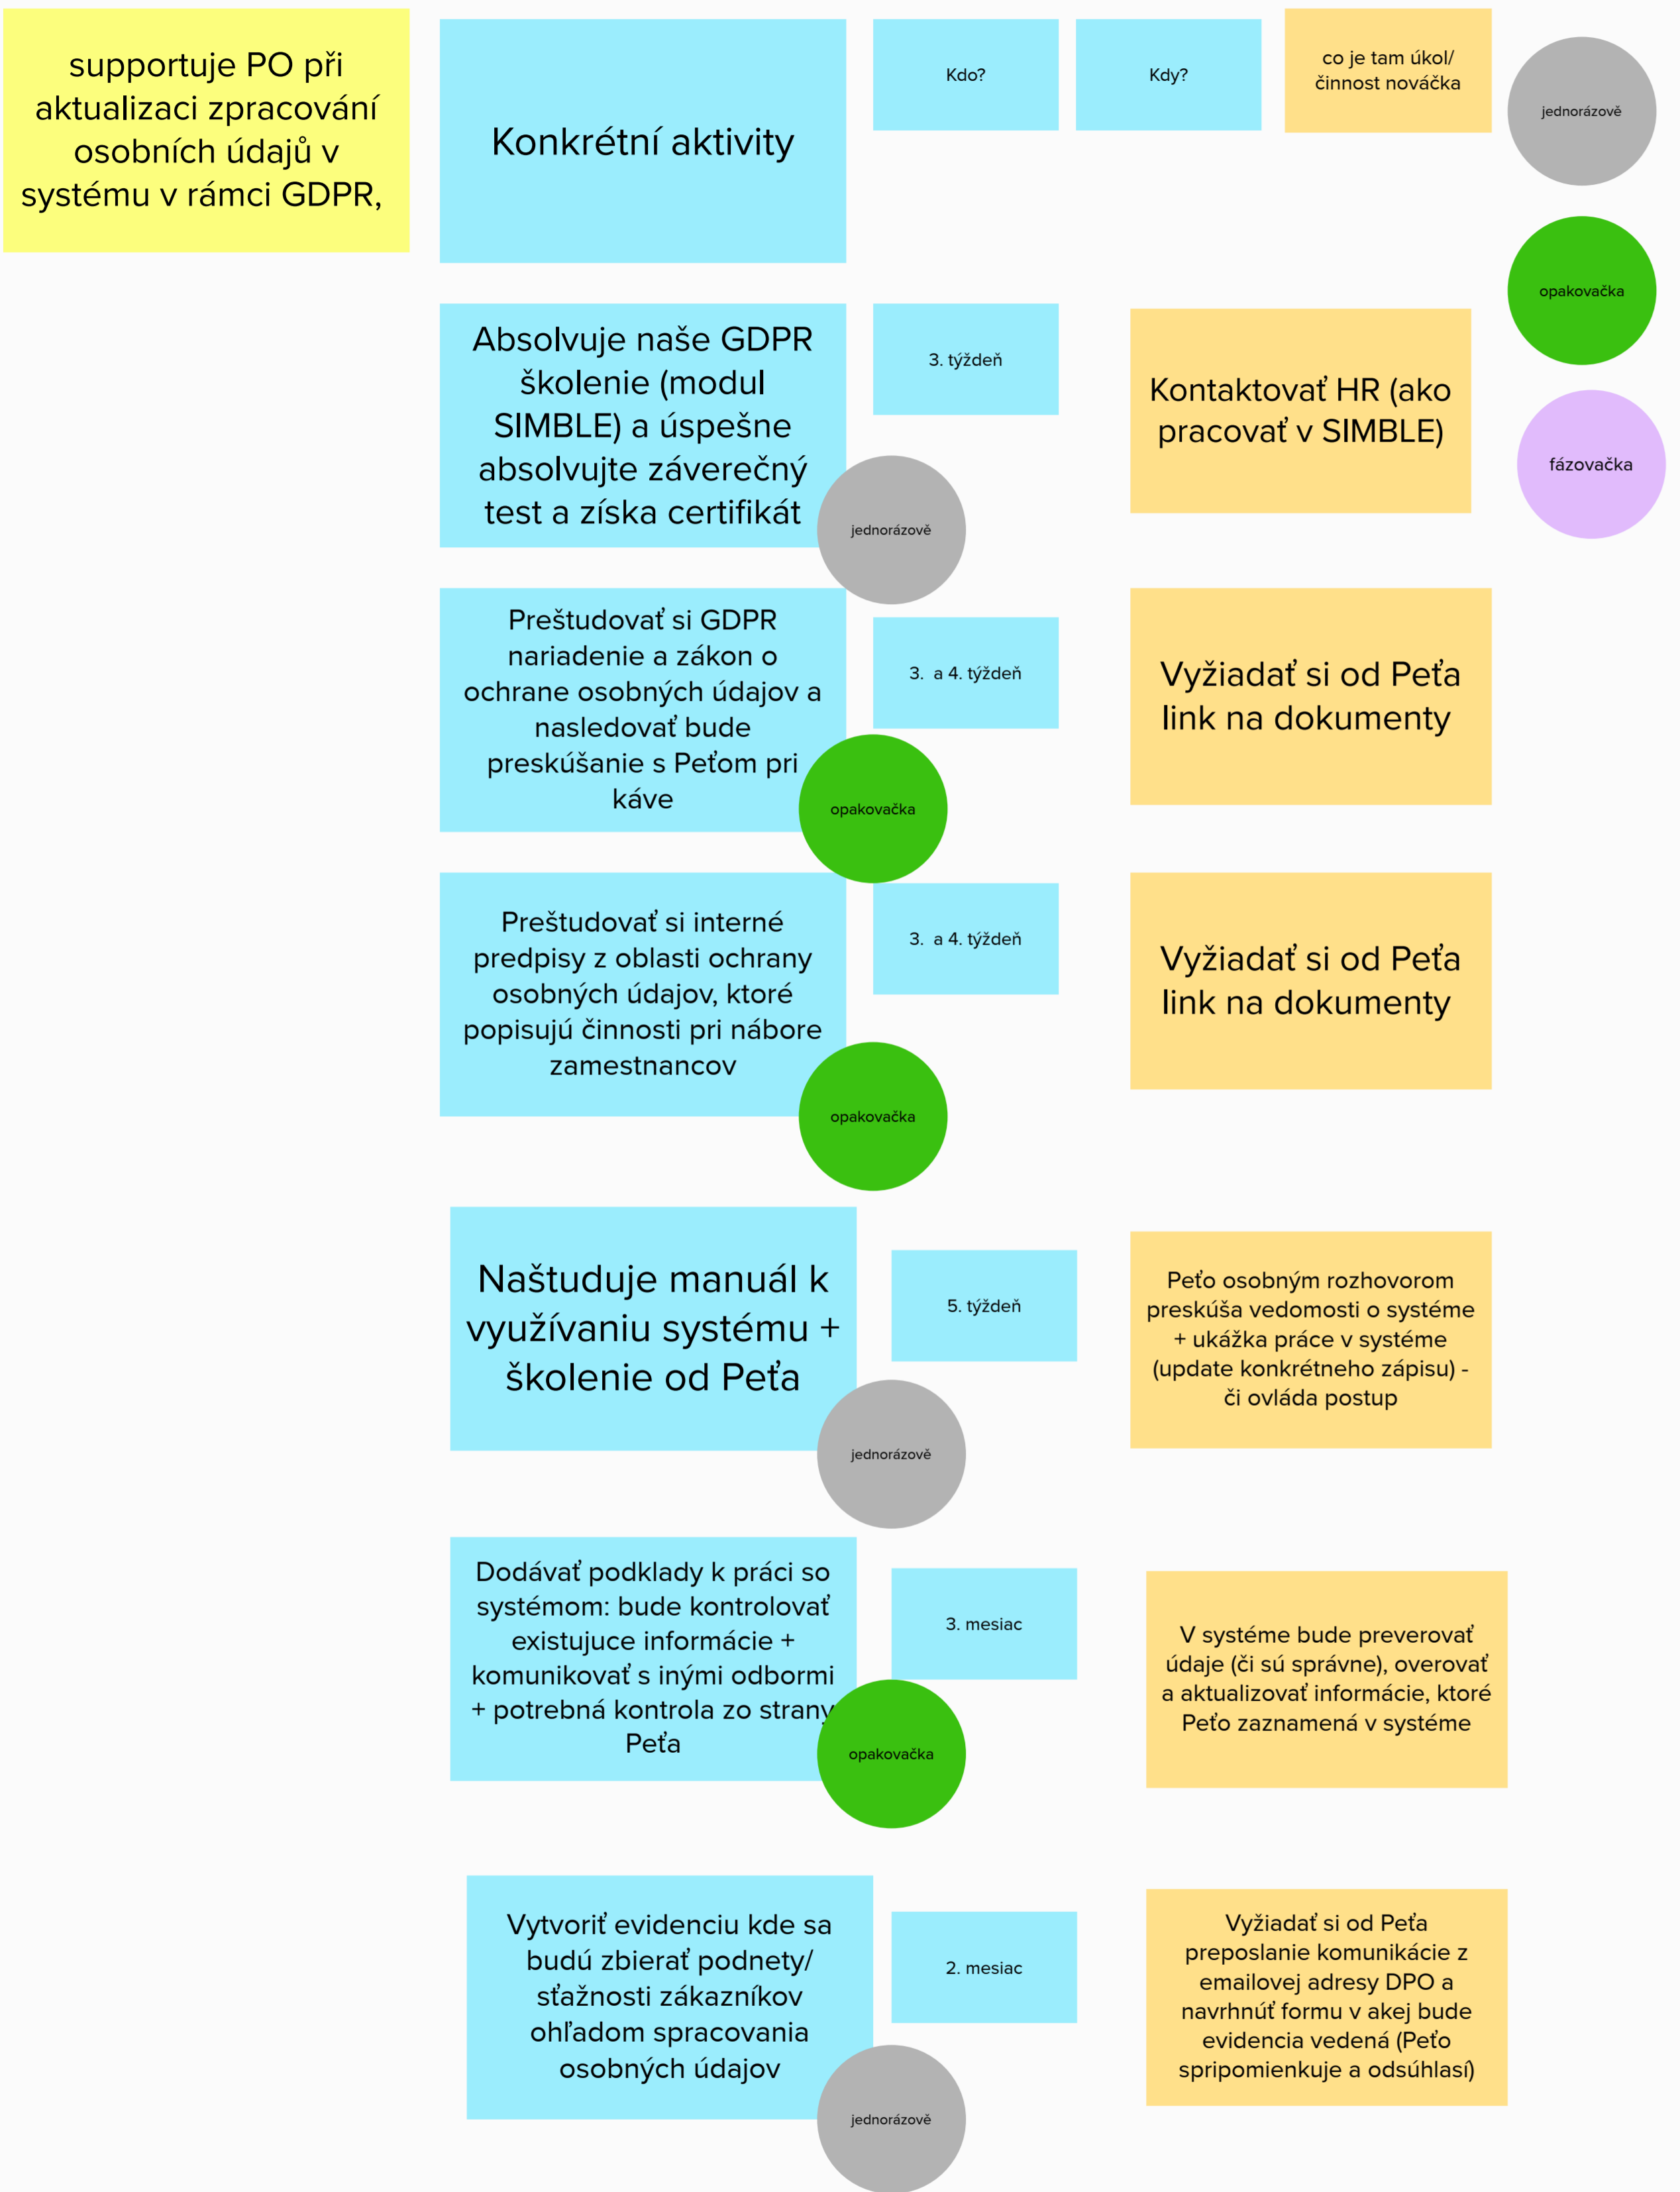 supportuje PO při
aktualizaci zpracování
osobních údajů v
systému v rámci GDPR,
Konkrétní aktivity
Kdo?
Kdy?
co je tam úkol/
činnost nováčka
jednorázově
opakovačka
fázovačka
Absolvuje naše GDPR
školenie (modul
SIMBLE) a úspešne
absolvujte záverečný
test a získa certifikát
3. týždeň
jednorázově
Kontaktovať HR (ako
pracovať v SIMBLE)
Preštudovať si GDPR
nariadenie a zákon o
ochrane osobných údajov a
nasledovať bude
preskúšanie s Peťom pri
káve
3. a 4. týždeň
opakovačka
Vyžiadať si od Peťa
link na dokumenty
Preštudovať si interné
predpisy z oblasti ochrany
osobných údajov, ktoré
popisujú činnosti pri nábore
zamestnancov
3. a 4. týždeň
opakovačka
Vyžiadať si od Peťa
link na dokumenty
Naštuduje manuál k
využívaniu systému +
školenie od Peťa
5. týždeň
jednorázově
Peťo osobným rozhovorom
preskúša vedomosti o systéme
+ ukážka práce v systéme
(update konkrétneho zápisu) -
či ovláda postup
Dodávať podklady k práci so
systémom: bude kontrolovať
existujuce informácie +
komunikovať s inými odbormi
+ potrebná kontrola zo strany
Peťa
3. mesiac
opakovačka
V systéme bude preverovať
údaje (či sú správne), overovať
a aktualizovať informácie, ktoré
Peťo zaznamená v systéme
Vytvoriť evidenciu kde sa
budú zbierať podnety/
sťažnosti zákazníkov
ohľadom spracovania
osobných údajov
2. mesiac
jednorázově
Vyžiadať si od Peťa
preposlanie komunikácie z
emailovej adresy DPO a
navrhnúť formu v akej bude
evidencia vedená (Peťo
spripomienkuje a odsúhlasí)